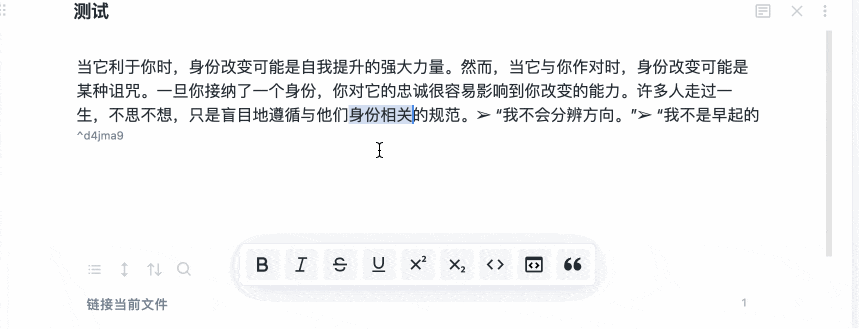 测试
当它利于你时，身份改变可能是自我提升的强大力量。然而，当它与你作对时，身份改变可能是
某种诅咒。一旦你接纳了一个身份，你对它的忠诚很容易影响到你改变的能力。许多人走过一
生，不思不想，只是盲目地遵循与他们身份相关的规范。➢ “我不会分辨方向。”➢ “我不是早起的
^d4jma9
B I S U X² X₂ <> “
链接当前文件
1